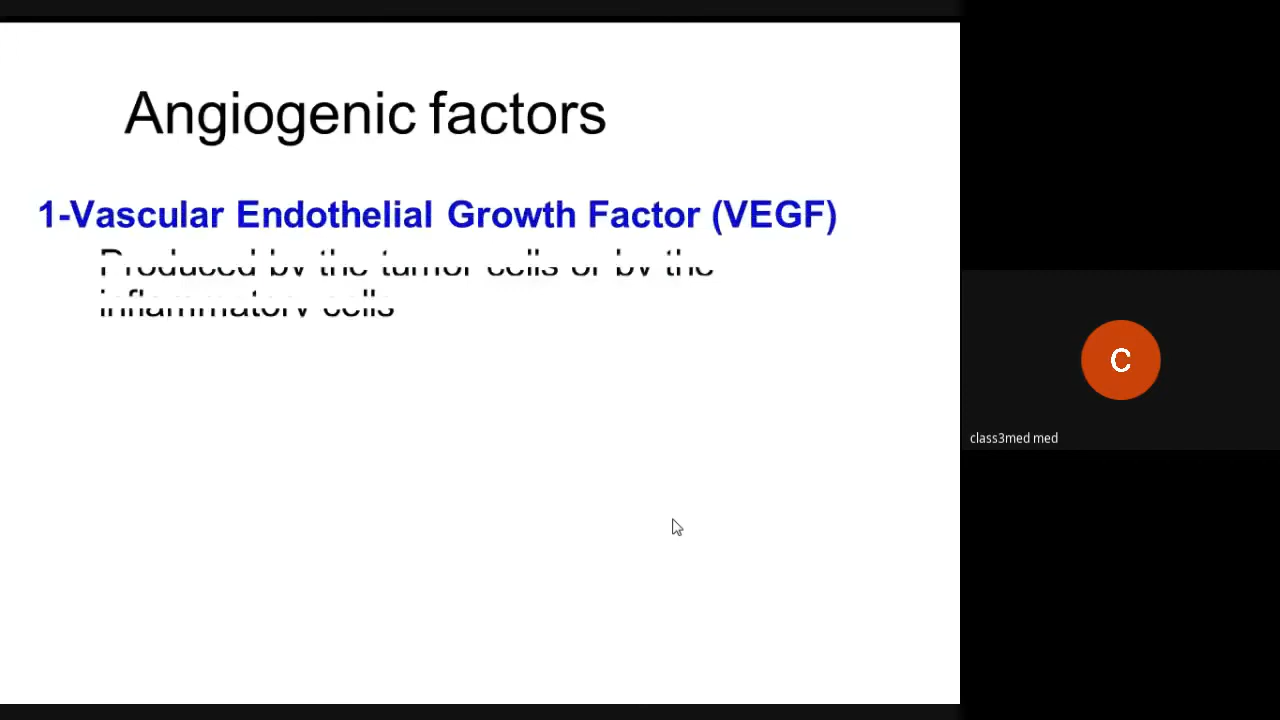 Angiogenic factors
1-Vascular Endothelial Growth Factor (VEGF)
Produced by the tumor cells or by the
inflammatory cells
C
class3med med